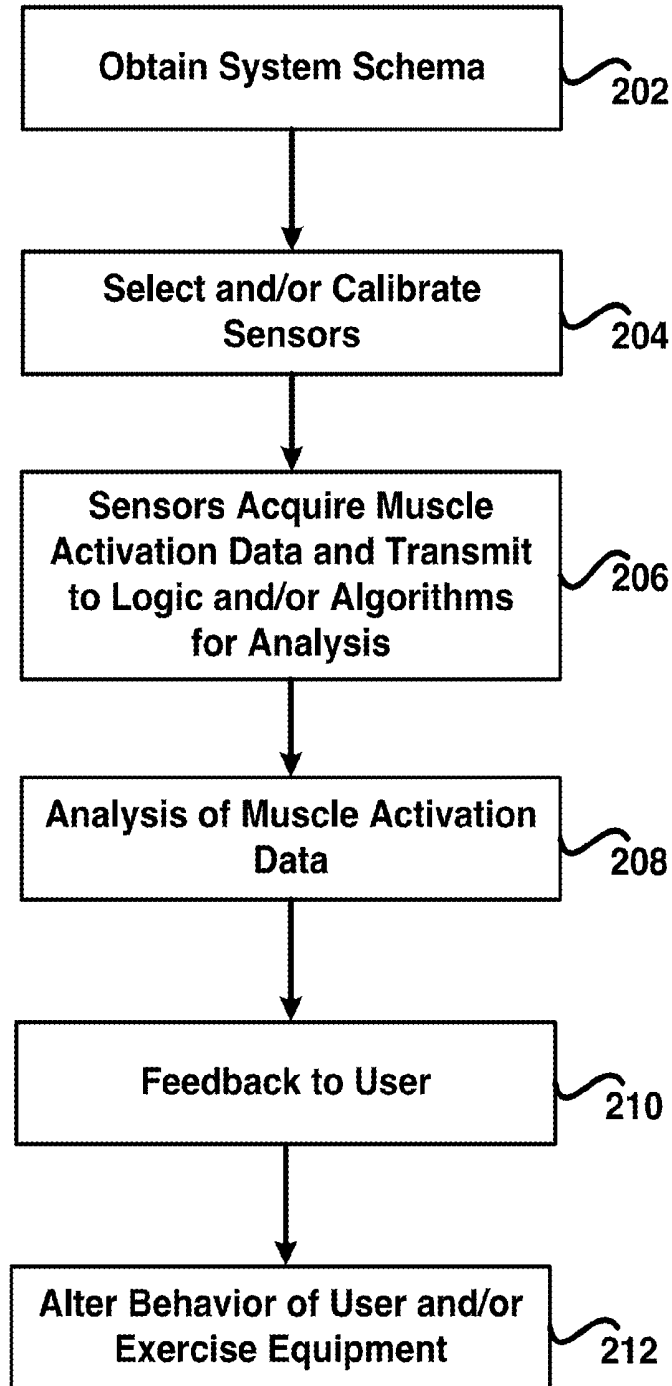 Obtain System Schema
202
Select and/or Calibrate
Sensors
204
Sensors Acquire Muscle
Activation Data and Transmit
to Logic and/or Algorithms
for Analysis
206
Analysis of Muscle Activation
Data
208
Feedback to User
210
Alter Behavior of User and/or
Exercise Equipment
212